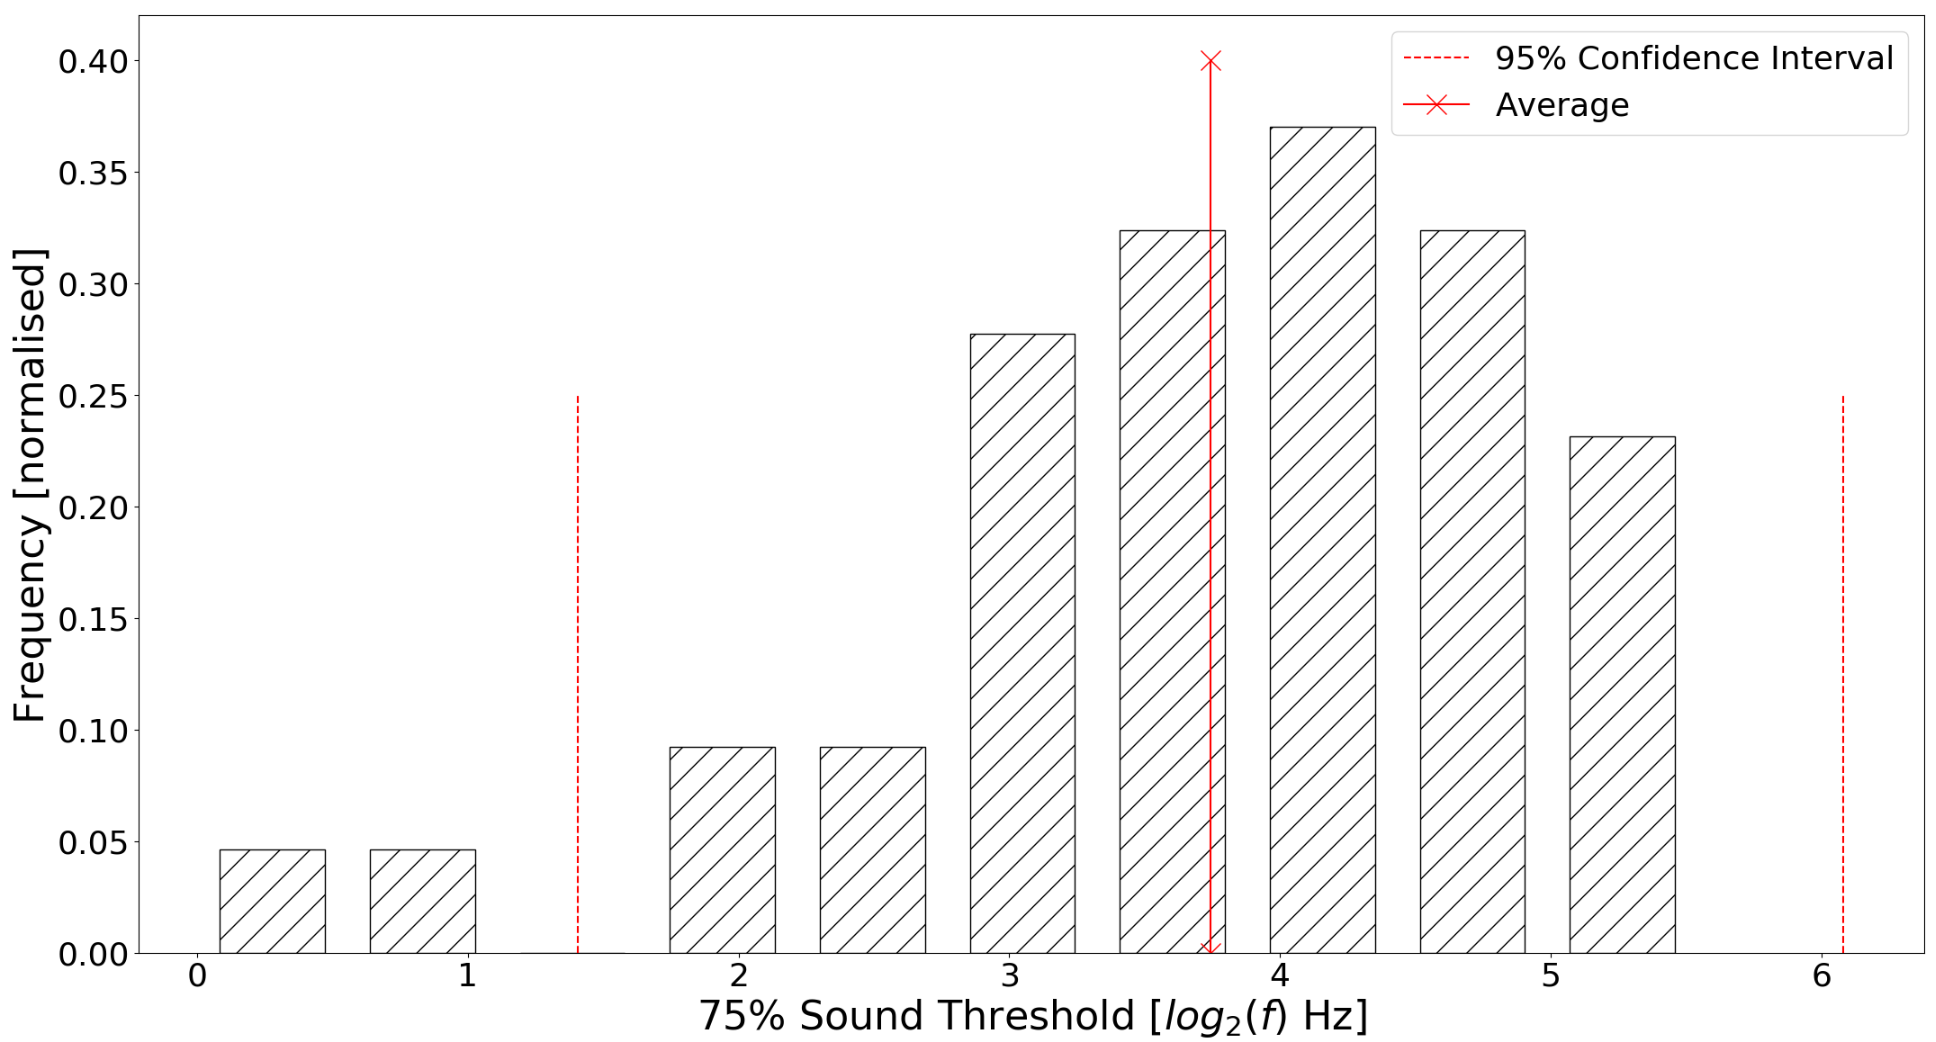 95% Confidence Interval
Average
0.40
0.35
0.30
0.25
0.20
0.15
0.10
0.05
0.00
Frequency [normalised]
0 1 2 3 4 5 6
75% Sound Threshold [log₂(f) Hz]